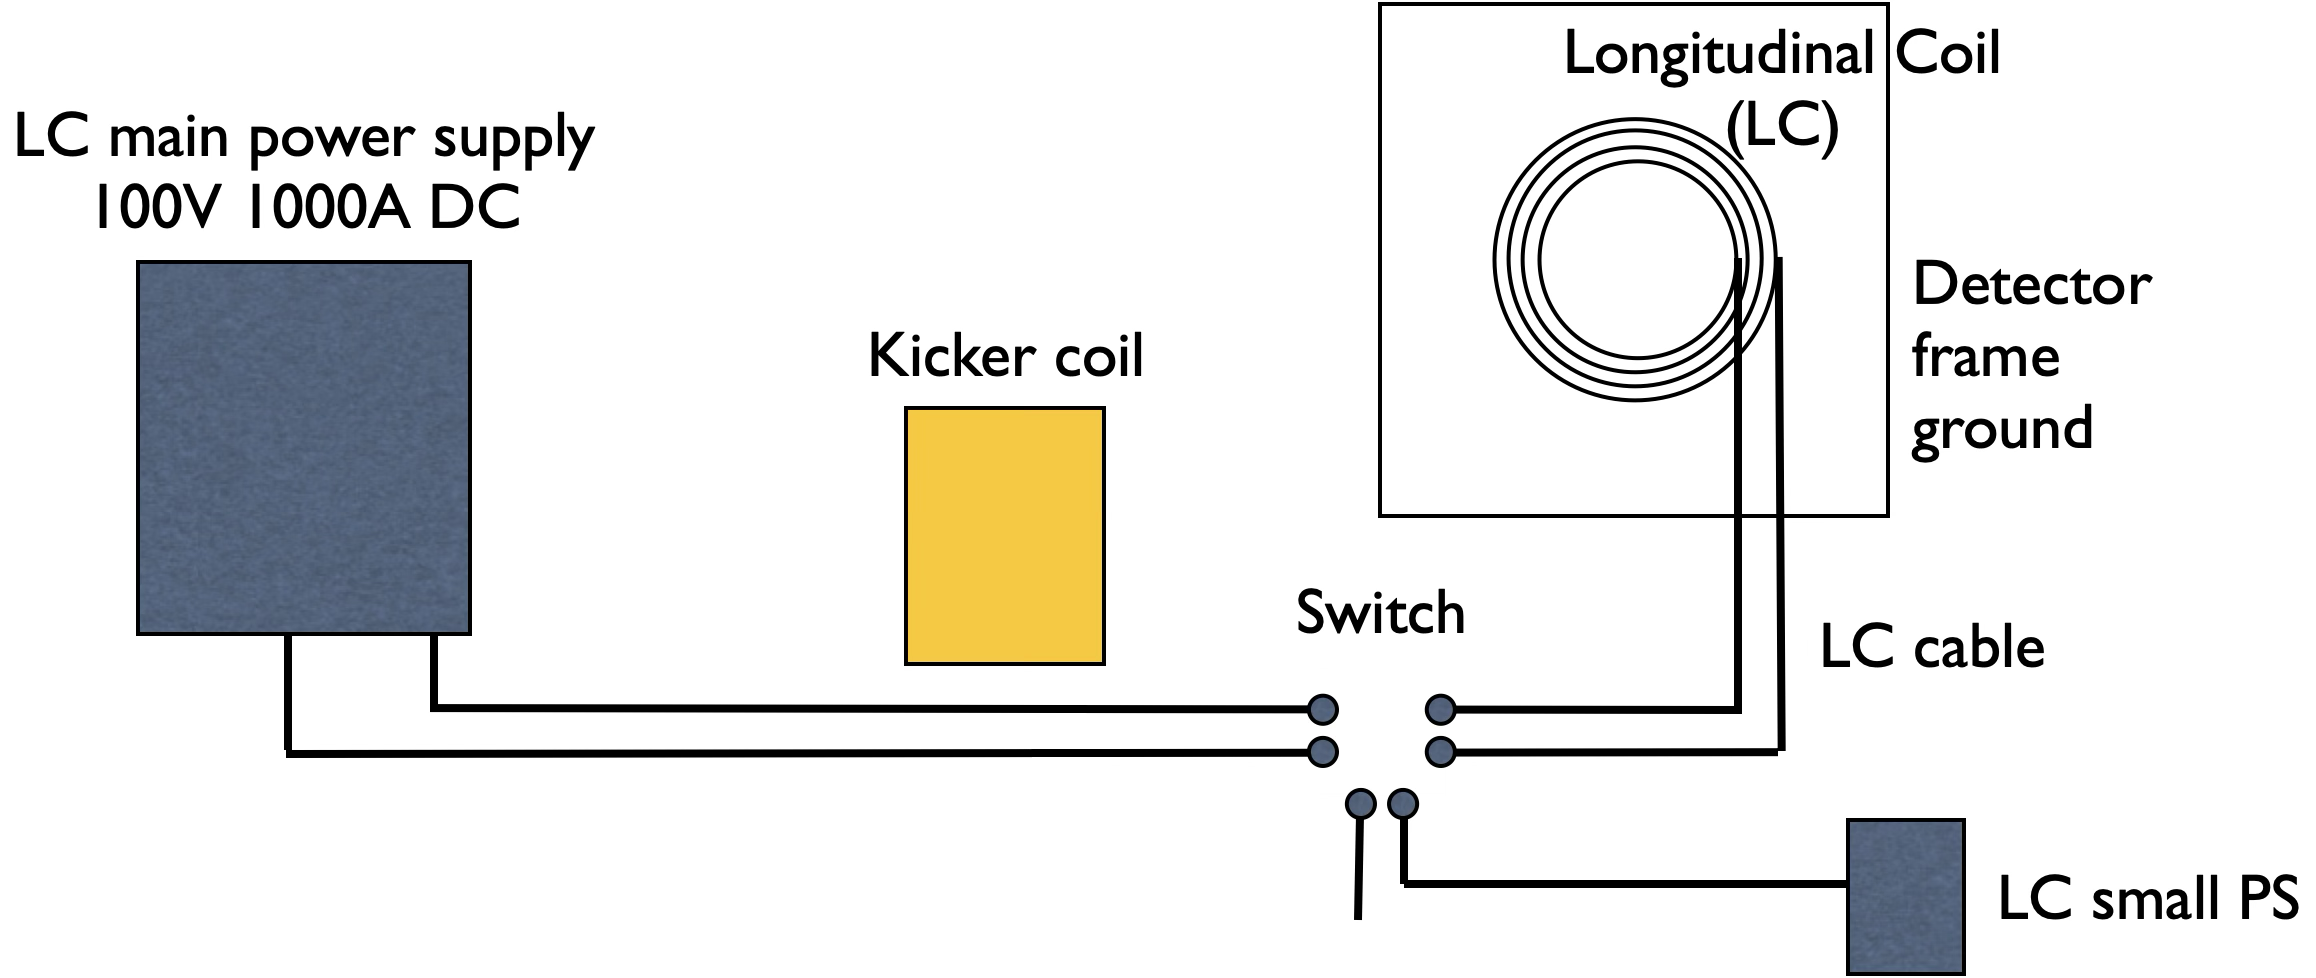 LC main power supply
100V 1000A DC
Kicker coil
Longitudinal Coil
(LC)
Detector
frame
ground
Switch
LC cable
LC small PS